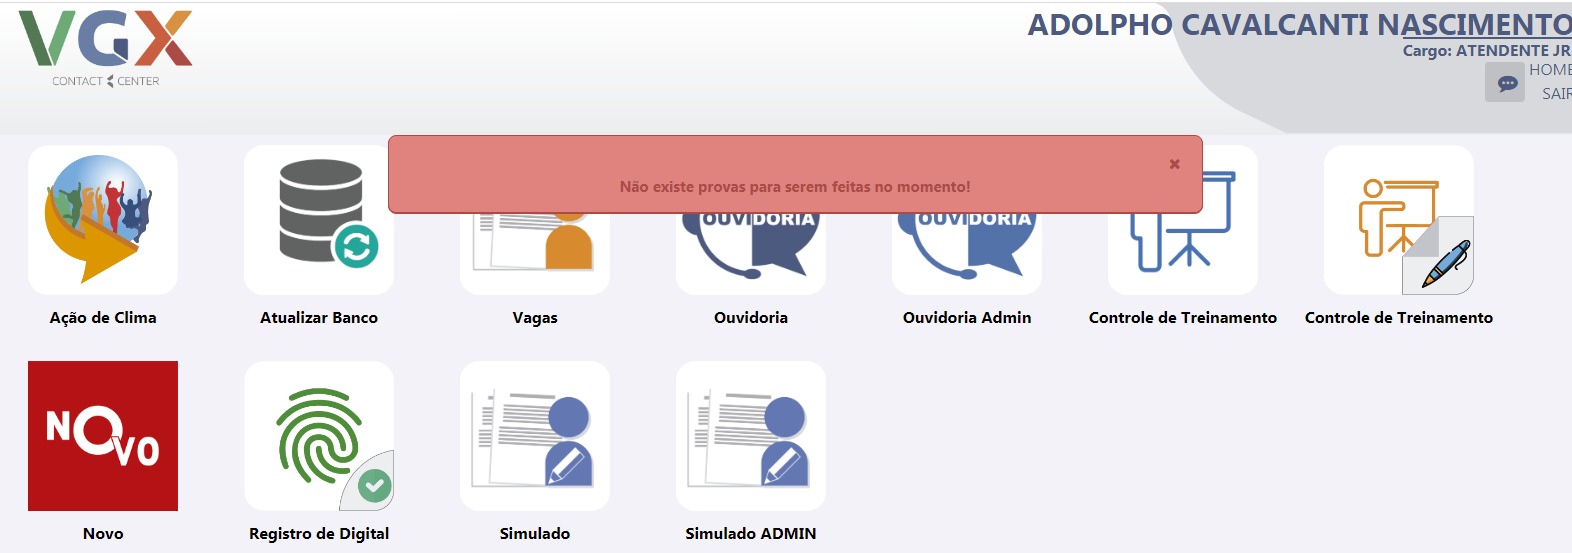 VGX
CONTACT CENTER
ADOLPHO CAVALCANTI NASCIMENTO
Cargo: ATENDENTE JR
HOME
SAIR
Não existe provas para serem feitas no momento!
×
OUVIDORIA
OUVIDORIA
Ação de Clima
Atualizar Banco
Vagas
Ouvidoria
Ouvidoria Admin
Controle de Treinamento
Controle de Treinamento
NOVO
Novo
Registro de Digital
Simulado
Simulado ADMIN